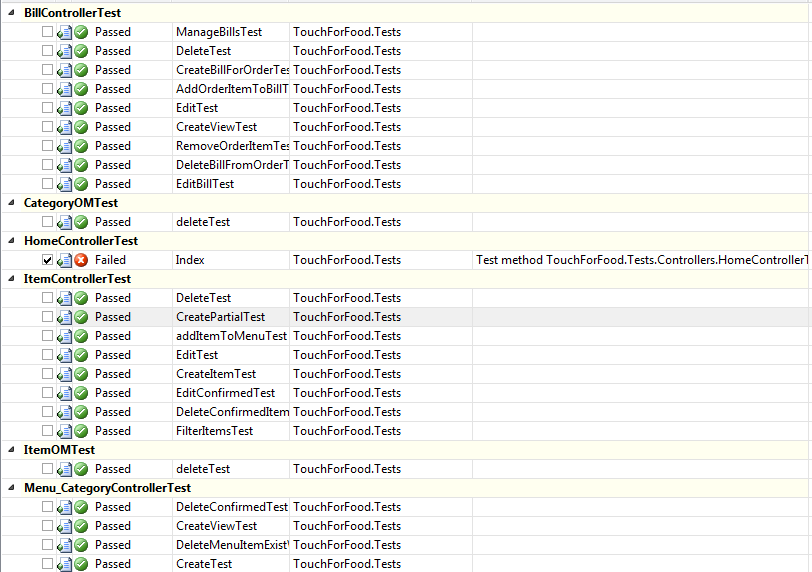 BillControllerTest
Passed ManageBillsTest TouchForFood.Tests
Passed DeleteTest TouchForFood.Tests
Passed CreateBillForOrderTes TouchForFood.Tests
Passed AddOrderItemToBillT TouchForFood.Tests
Passed EditTest TouchForFood.Tests
Passed CreateViewTest TouchForFood.Tests
Passed RemoveOrderItemTes TouchForFood.Tests
Passed DeleteBillFromOrderT TouchForFood.Tests
Passed EditBillTest TouchForFood.Tests
CategoryOMTest
Passed deleteTest TouchForFood.Tests
HomeControllerTest
Failed Index TouchForFood.Tests Test method TouchForFood.Tests.Controllers.HomeControllerT
ItemControllerTest
Passed DeleteTest TouchForFood.Tests
Passed CreatePartialTest TouchForFood.Tests
Passed addItemToMenuTest TouchForFood.Tests
Passed EditTest TouchForFood.Tests
Passed CreateItemTest TouchForFood.Tests
Passed EditConfirmedTest TouchForFood.Tests
Passed DeleteConfirmedItem TouchForFood.Tests
Passed FilterItemsTest TouchForFood.Tests
ItemOMTest
Passed deleteTest TouchForFood.Tests
Menu_CategoryControllerTest
Passed DeleteConfirmedTest TouchForFood.Tests
Passed CreateViewTest TouchForFood.Tests
Passed DeleteMenuItemExist TouchForFood.Tests
Passed CreateTest TouchForFood.Tests